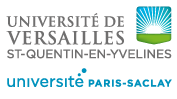 UNIVERSITÉ DE
VERSAILLES
ST-QUENTIN-EN-YVELINES
université PARIS-SACLAY